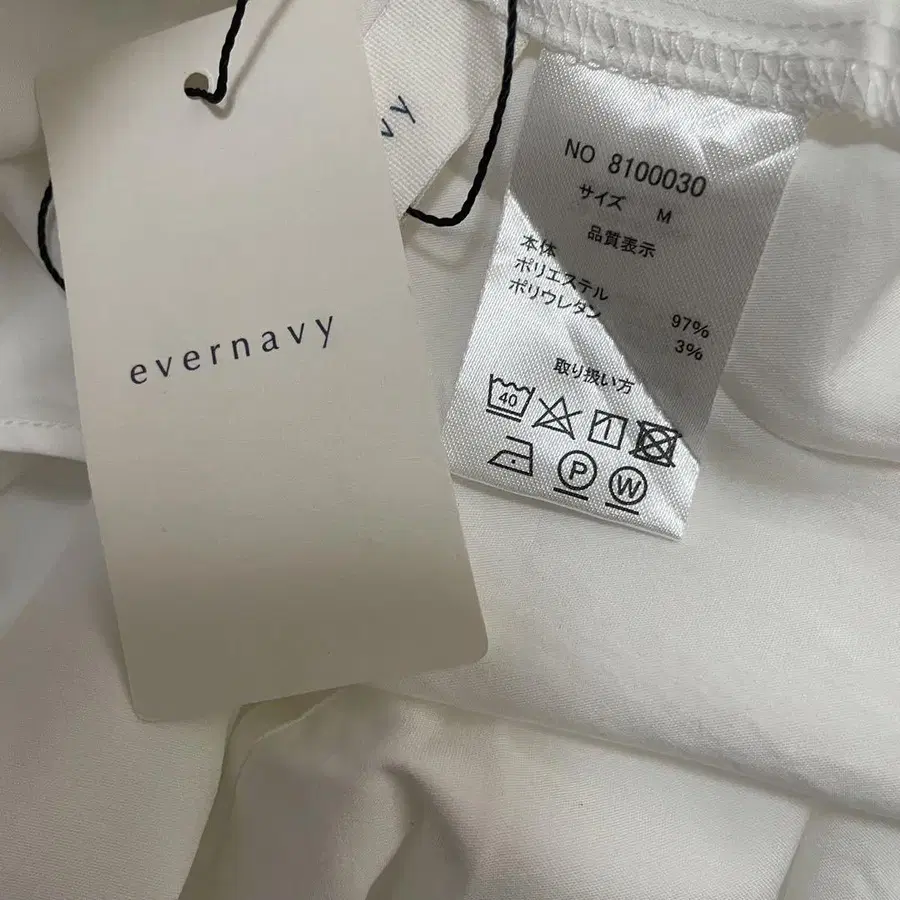 evernavy
vy
NO 8100030
サイズ M
品質表示
本体
ポリエステル 97%
ポリウレタン 3%
取り扱い方
40
P
W